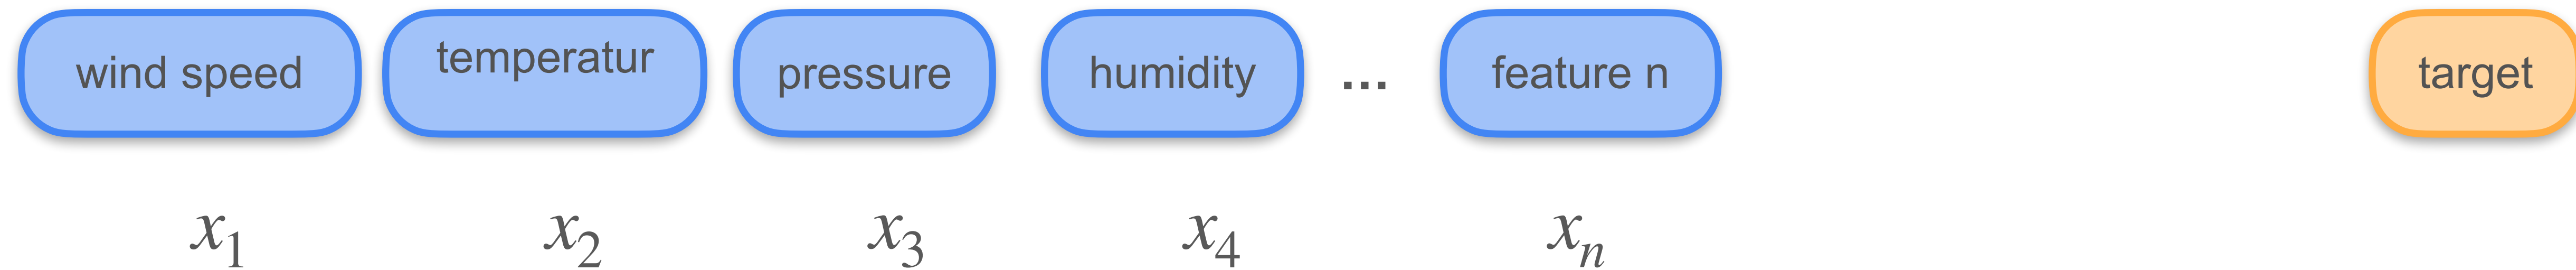 wind speed temperatur pressure humidity ... feature n target
x₁ x₂ x₃ x₄ xₙ